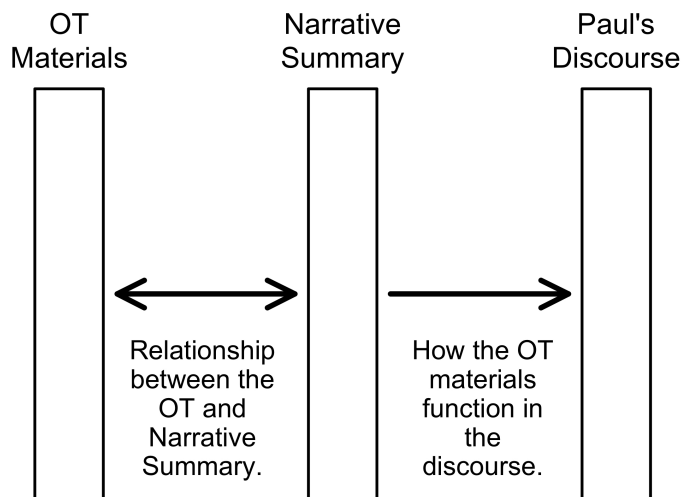 OT
Materials
Narrative
Summary
Paul's
Discourse
Relationship
between the
OT and
Narrative
Summary.
How the OT
materials
function in
the
discourse.